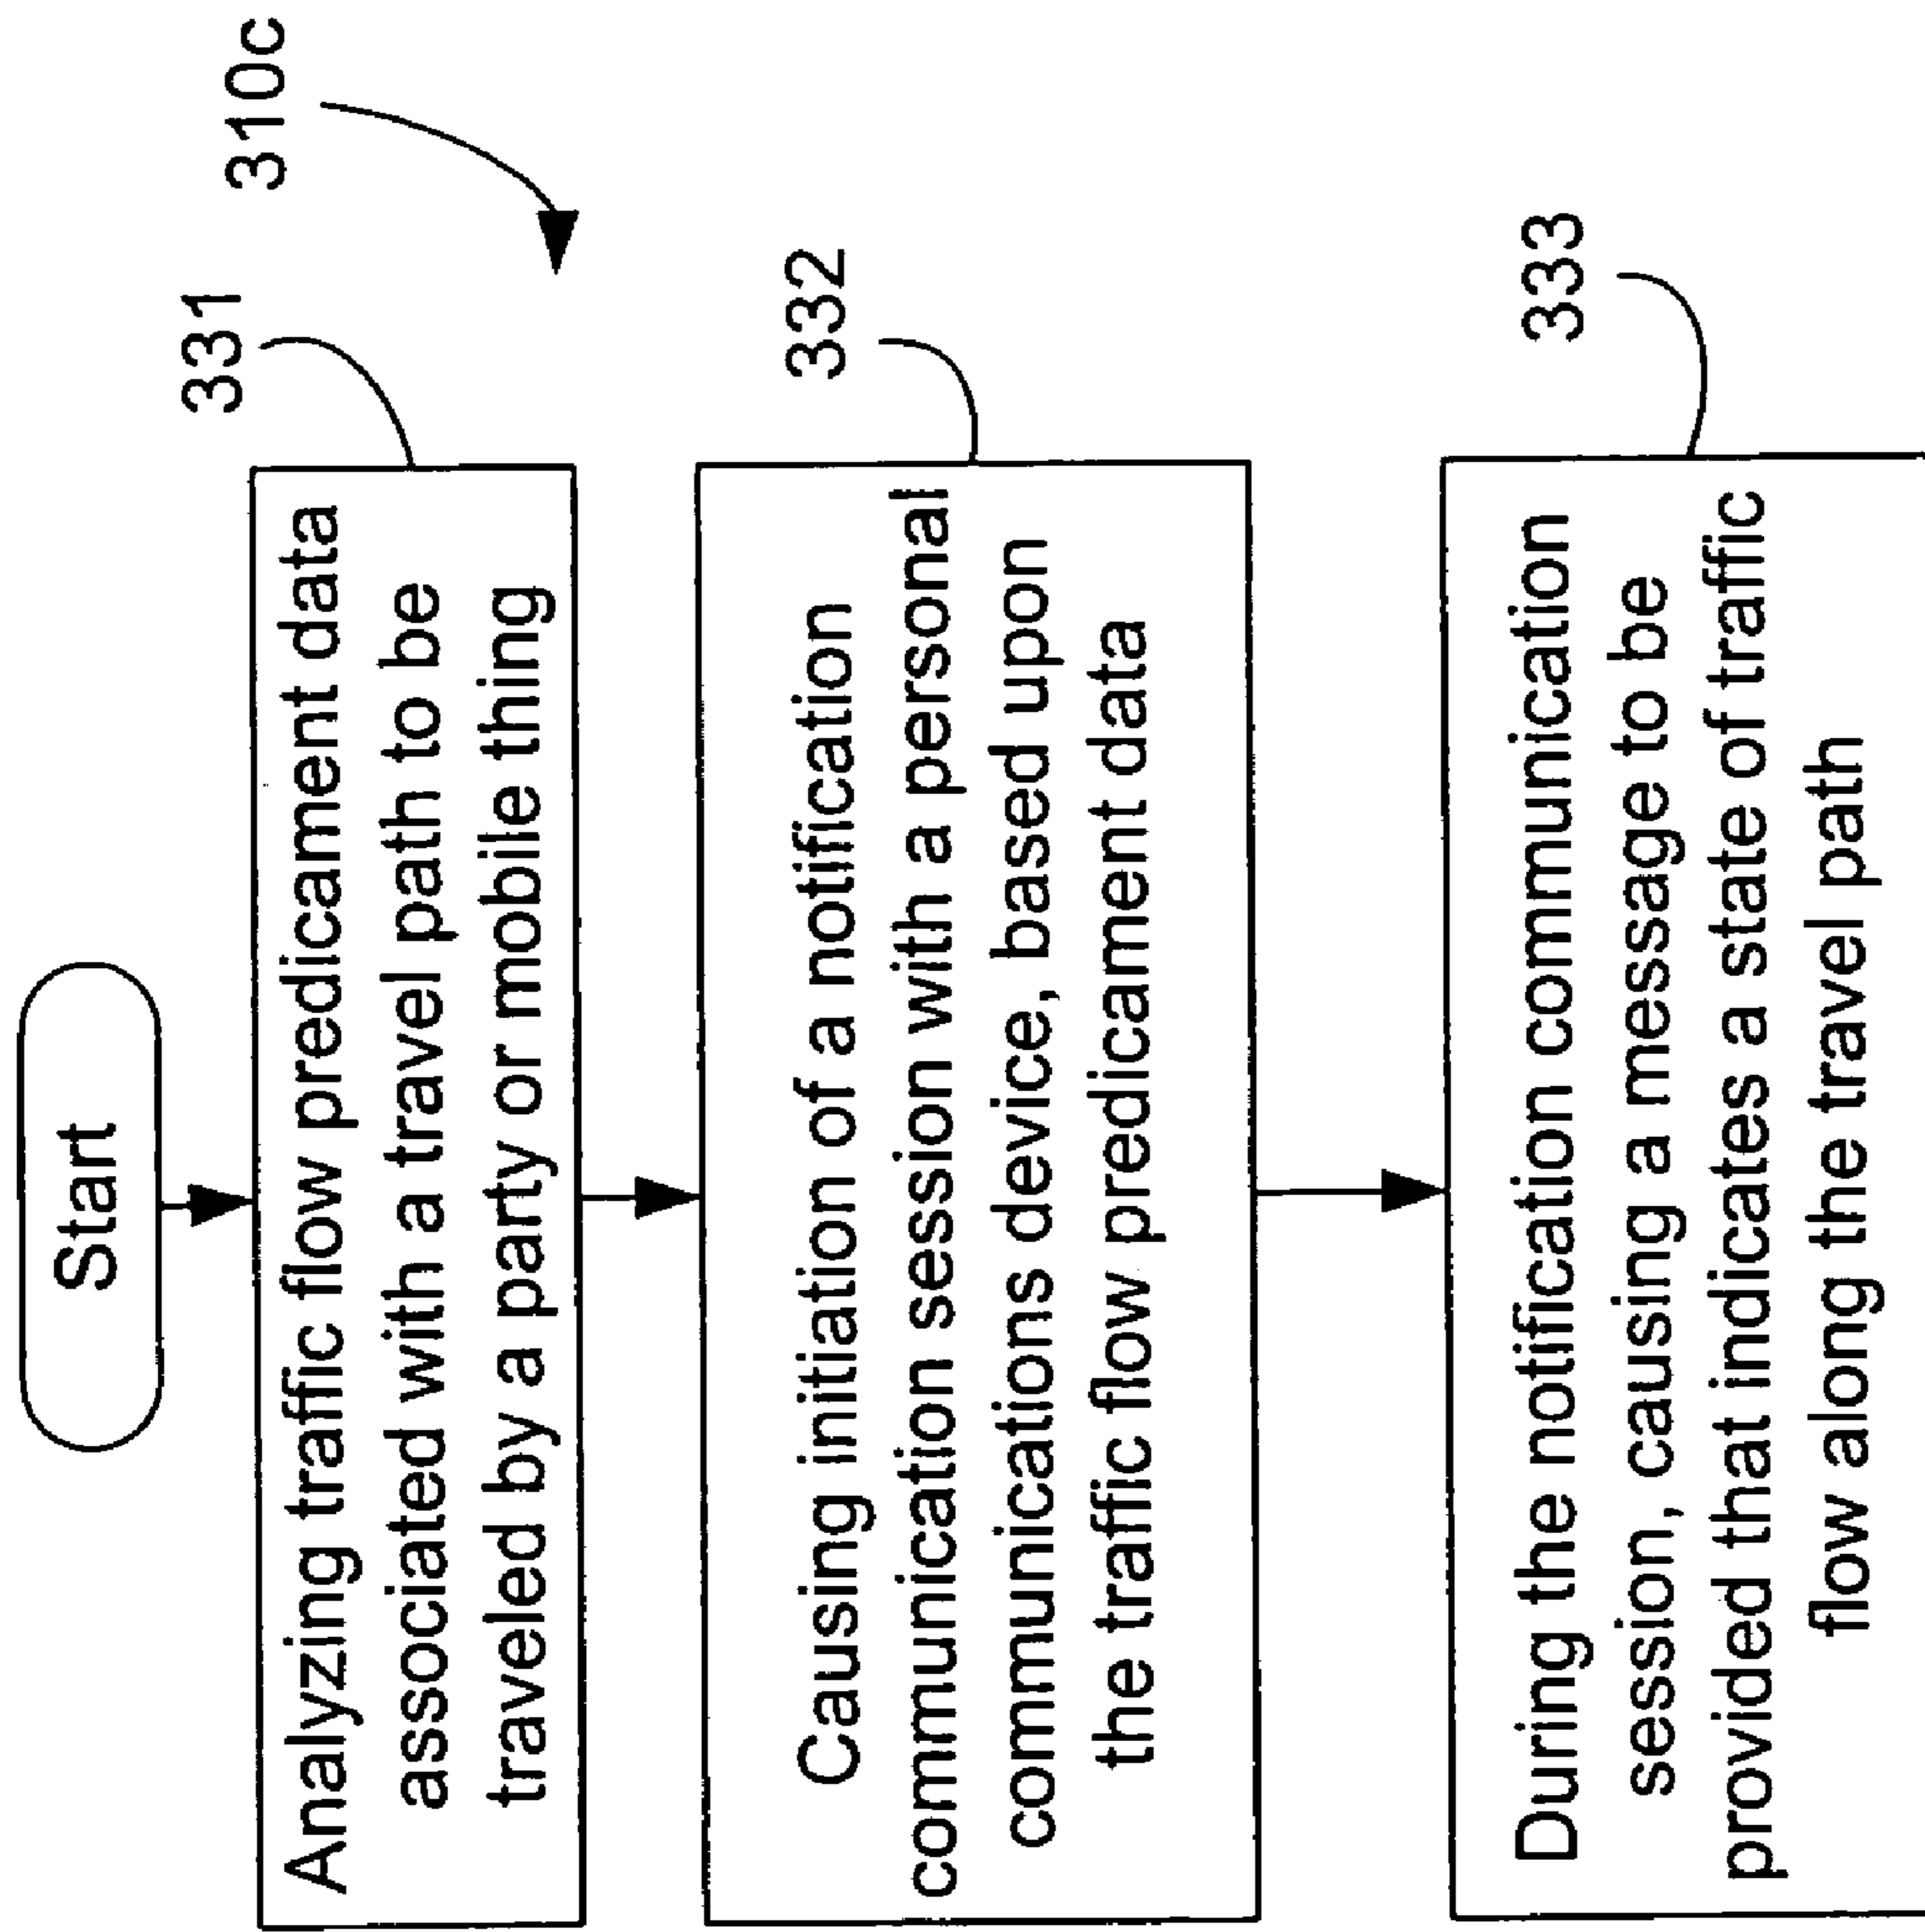 Start
310c
331
Analyzing traffic flow predicament data
associated with a travel path to be
traveled by a party or mobile thing
332
Causing initiation of a notification
communication session with a personal
communications device, based upon
the traffic flow predicament data
333
During the notification communication
session, causing a message to be
provided that indicates a state of traffic
flow along the travel path